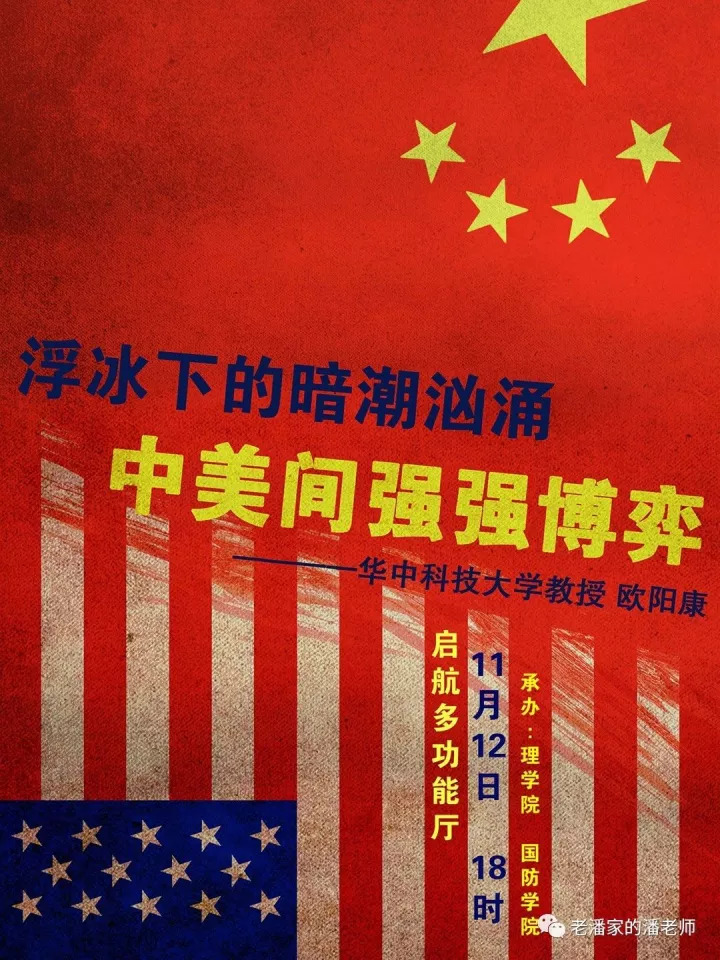 浮冰下的暗潮汹涌
中美间强强博弈
————华中科技大学教授 欧阳康
启航多功能厅
11月12日 18时
承办：理学院 国防学院
老潘家的潘老师